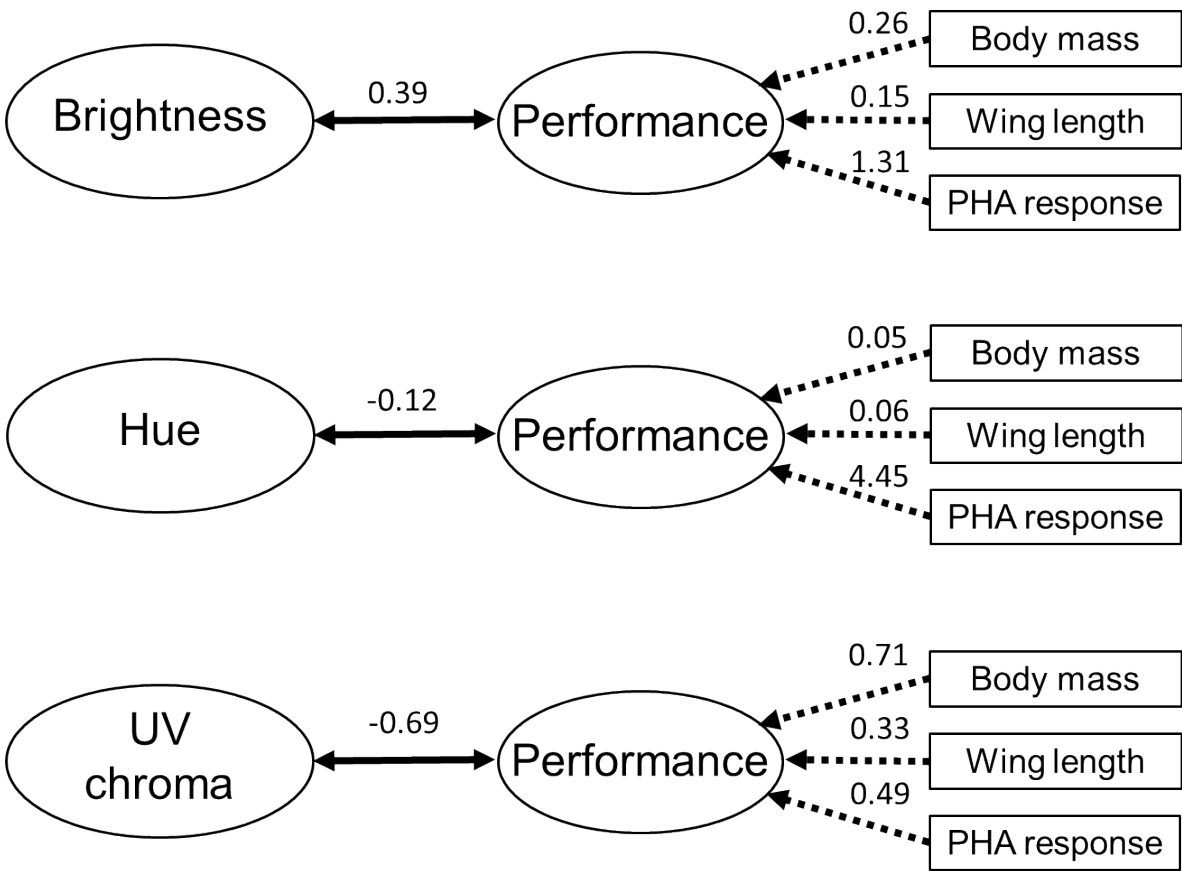 0.26
Body mass
Brightness
0.39
Performance
0.15
Wing length
1.31
PHA response
0.05
Body mass
Hue
-0.12
Performance
0.06
Wing length
4.45
PHA response
0.71
Body mass
UV
chroma
-0.69
Performance
0.33
Wing length
0.49
PHA response